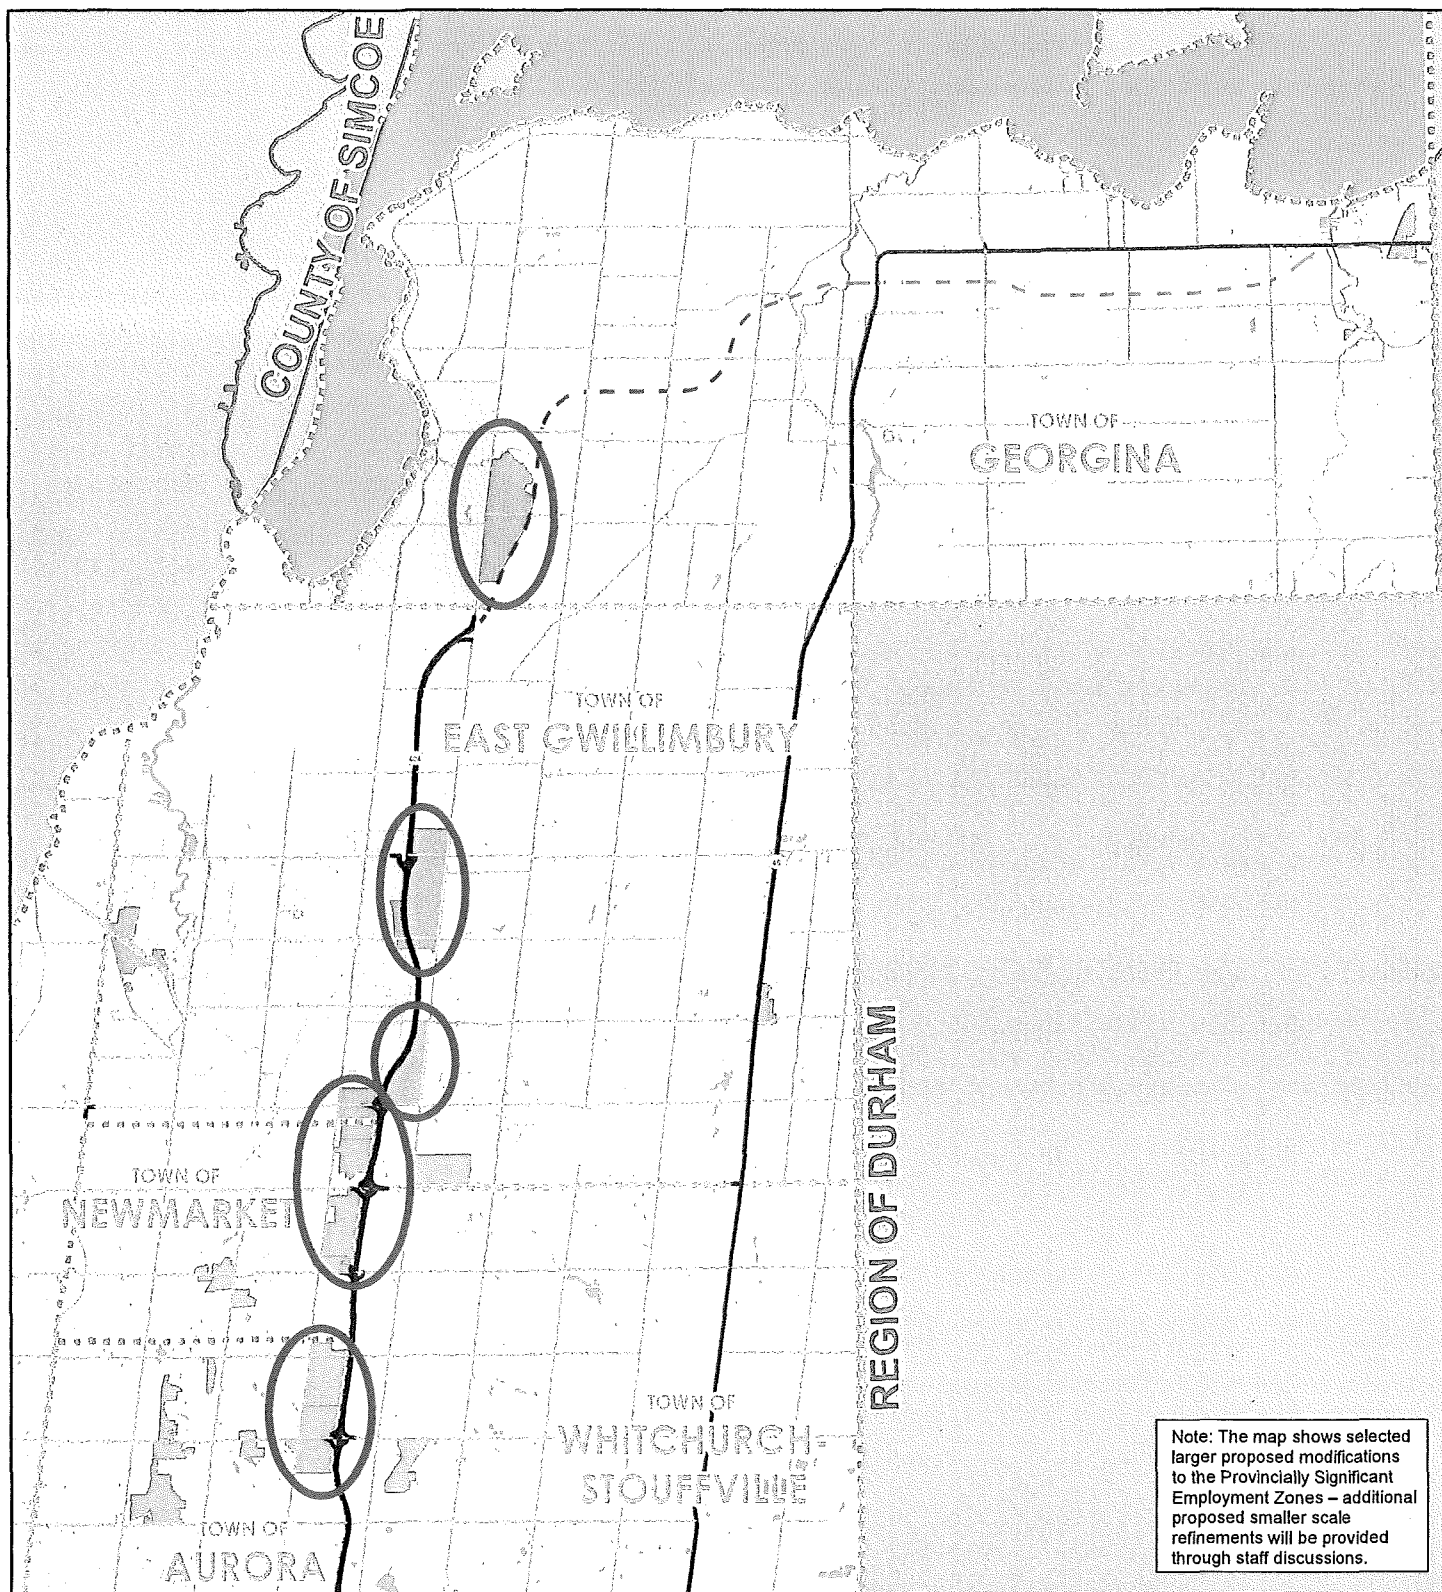 COUNTY OF SIMCOE
TOWN OF
GEORGINA
TOWN OF
EAST GWILLIMBURY
REGION OF DURHAM
TOWN OF
NEWMARKET
TOWN OF
WHITCHURCH-
STOUFFVILLE
TOWN OF
AURORA
Note: The map shows selected
larger proposed modifications
to the Provincially Significant
Employment Zones – additional
proposed smaller scale
refinements will be provided
through staff discussions.